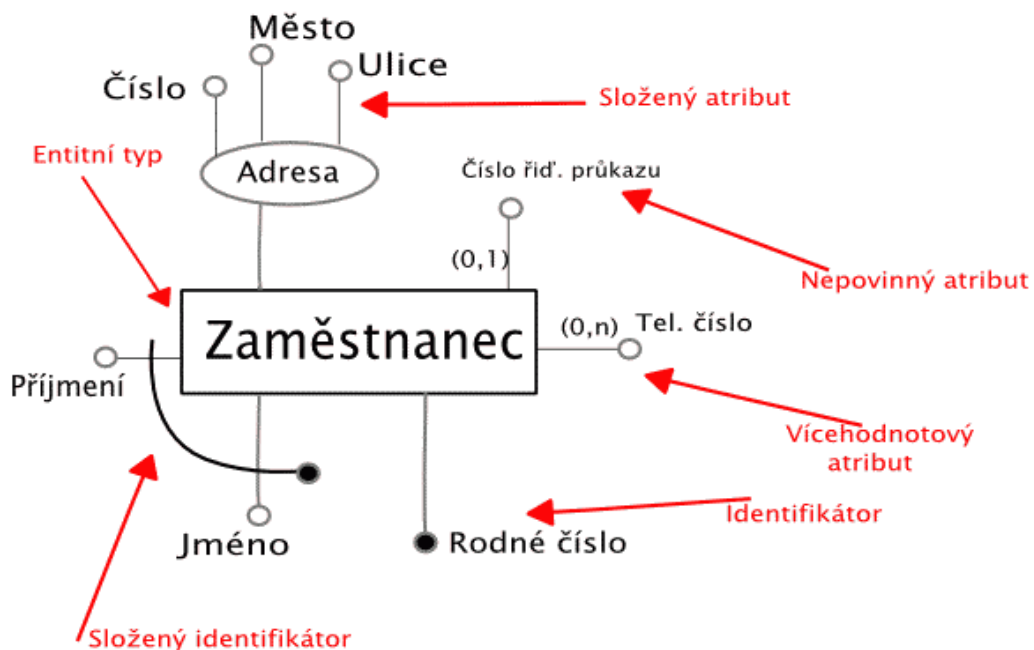 Město
Ulice
Číslo
Složený atribut
Entitní typ
Adresa
Číslo řiď. průkazu
(0,1)
Nepovinný atribut
Zaměstnanec
(0,n)
Tel. číslo
Příjmení
Vícehodnotový
atribut
Identifikátor
Jméno
Rodné číslo
Složený identifikátor